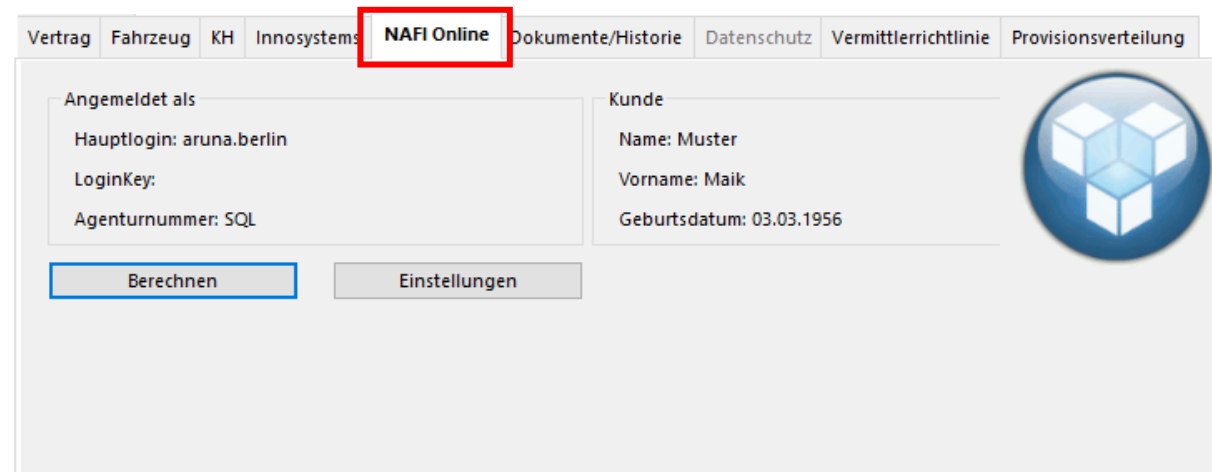 Vertrag Fahrzeug KH Innosystems NAFI Online Dokumente/Historie Datenschutz Vermittlerrichtlinie Provisionsverteilung
Angemeldet als
Hauptlogin: aruna.berlin
LoginKey:
Agenturnummer: SQL
Kunde
Name: Muster
Vorname: Maik
Geburtsdatum: 03.03.1956
Berechnen Einstellungen